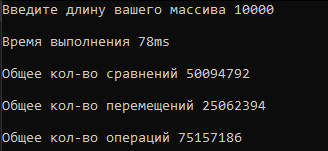 Введите длину вашего массива 10000
Время выполнения 78ms
Общее кол-во сравнений 50094792
Общее кол-во перемещений 25062394
Общее кол-во операций 75157186